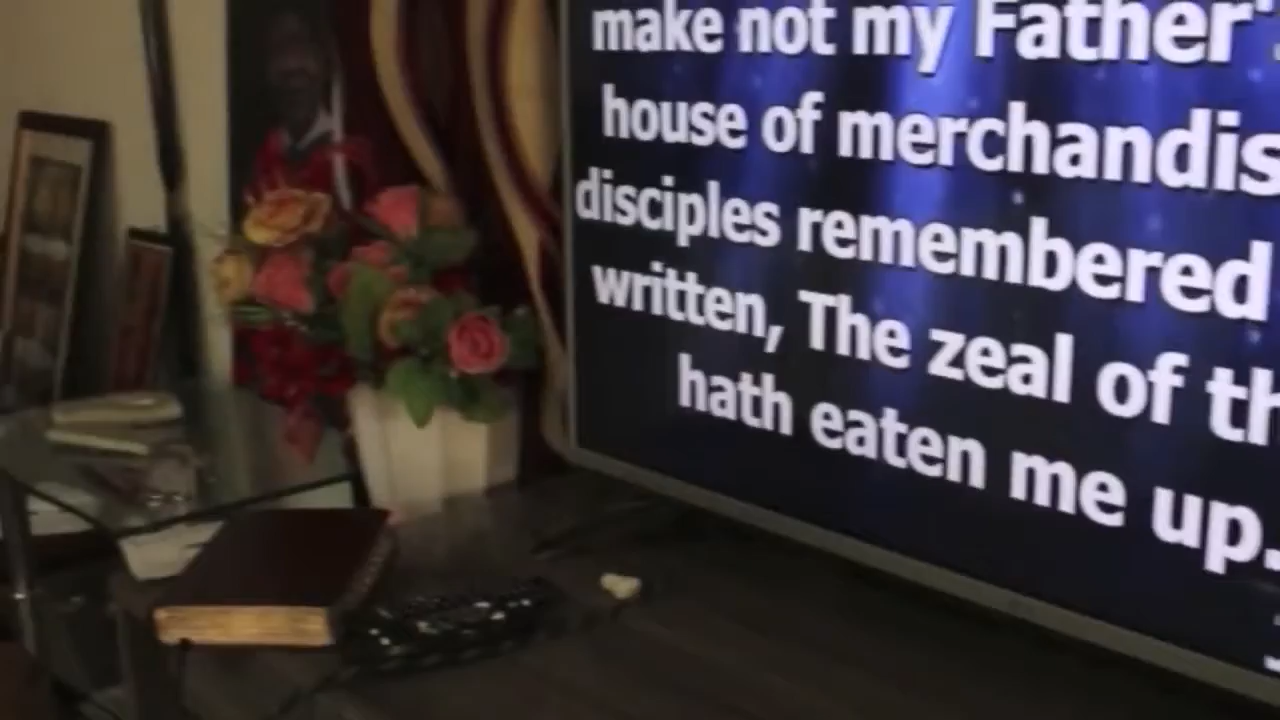 make not my Father'
house of merchandis
disciples remembered
written, The zeal of th
hath eaten me up.